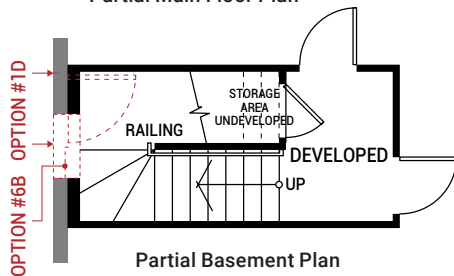 Partial Main Floor Plan
OPTION #1D
OPTION #6B
STORAGE
AREA
UNDEVELOPED
RAILING
DEVELOPED
UP
Partial Basement Plan